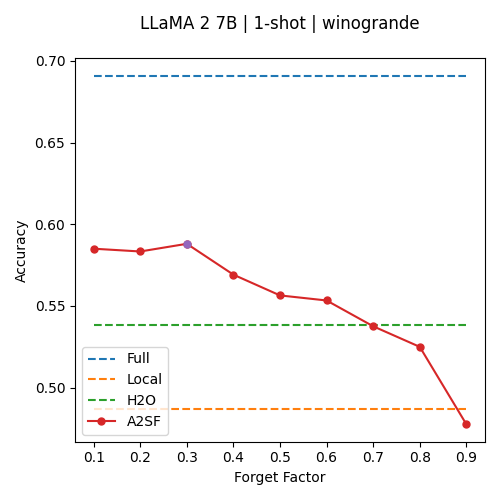 LLaMA 2 7B | 1-shot | winogrande
0.70
0.65
0.60
0.55
0.50
Accuracy
Full
Local
H2O
A2SF
0.1 0.2 0.3 0.4 0.5 0.6 0.7 0.8 0.9
Forget Factor